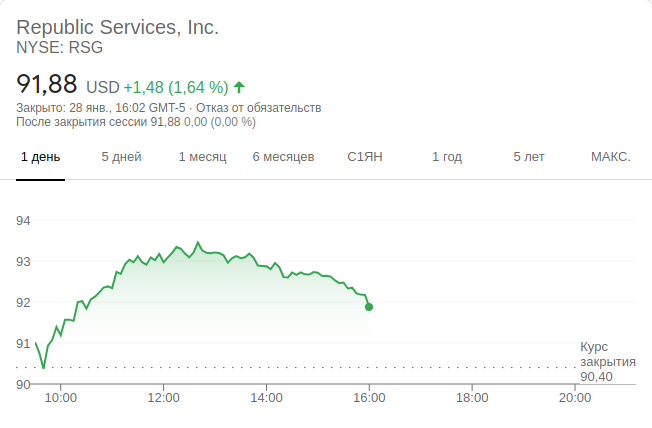 Republic Services, Inc.
NYSE: RSG
91,88 USD +1,48 (1,64 %)
Закрыто: 28 янв., 16:02 GMT-5 · Отказ от обязательств
После закрытия сессии 91,88 0,00 (0,00 %)
1 день 5 дней 1 месяц 6 месяцев С1ЯН 1 год 5 лет МАКС.
94
93
92
91
Курс
закрытия
90,40
90
10:00 12:00 14:00 16:00 18:00 20:00